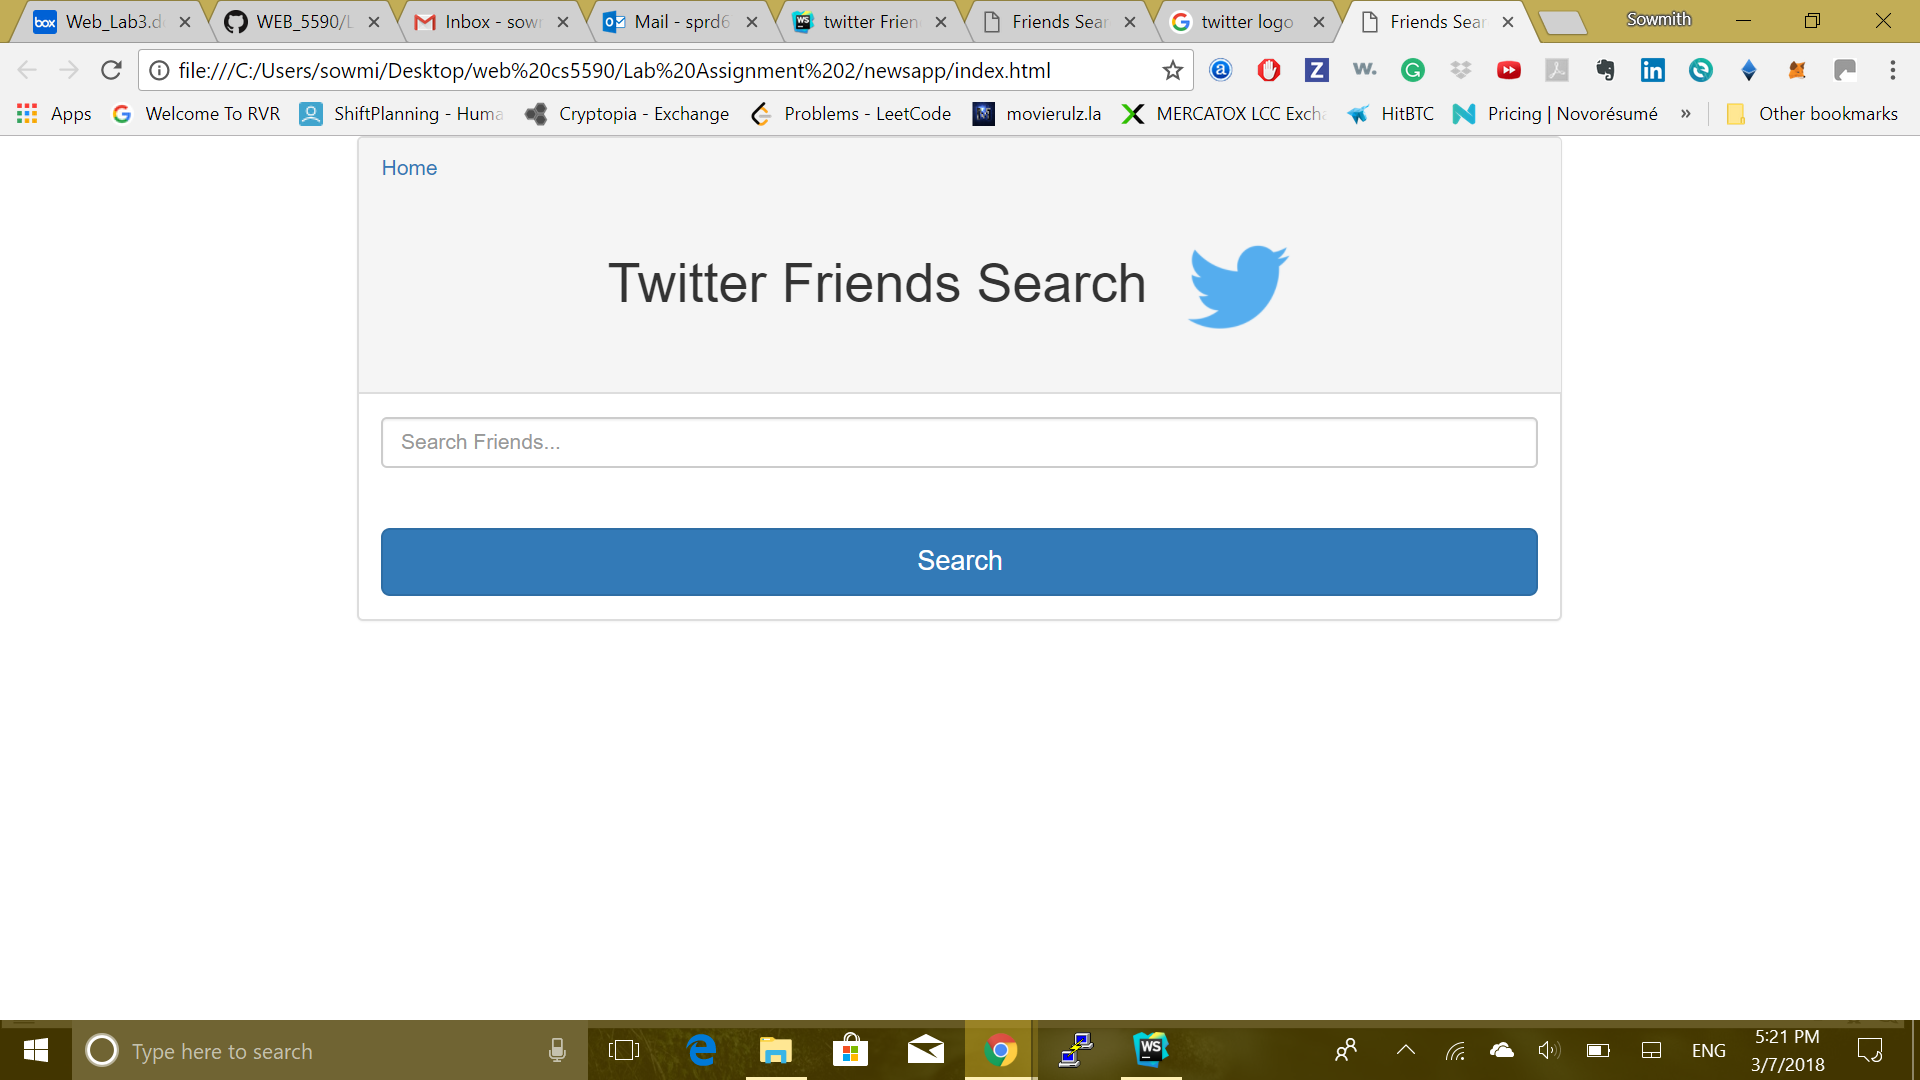 Web_Lab3.d
WEB_5590/L
Inbox - sow
Mail - sprd6
twitter Frien
Friends Sear
twitter logo
Friends Sear
Sowmith
file:///C:/Users/sowmi/Desktop/web%20cs5590/Lab%20Assignment%202/newsapp/index.html
Apps
Welcome To RVR
ShiftPlanning - Huma
Cryptopia - Exchange
Problems - LeetCode
movierulz.la
MERCATOX LCC Excha
HitBTC
Pricing | Novorésumé
»
Other bookmarks
Home
Twitter Friends Search
Search Friends...
Search
Type here to search
ENG
5:21 PM
3/7/2018